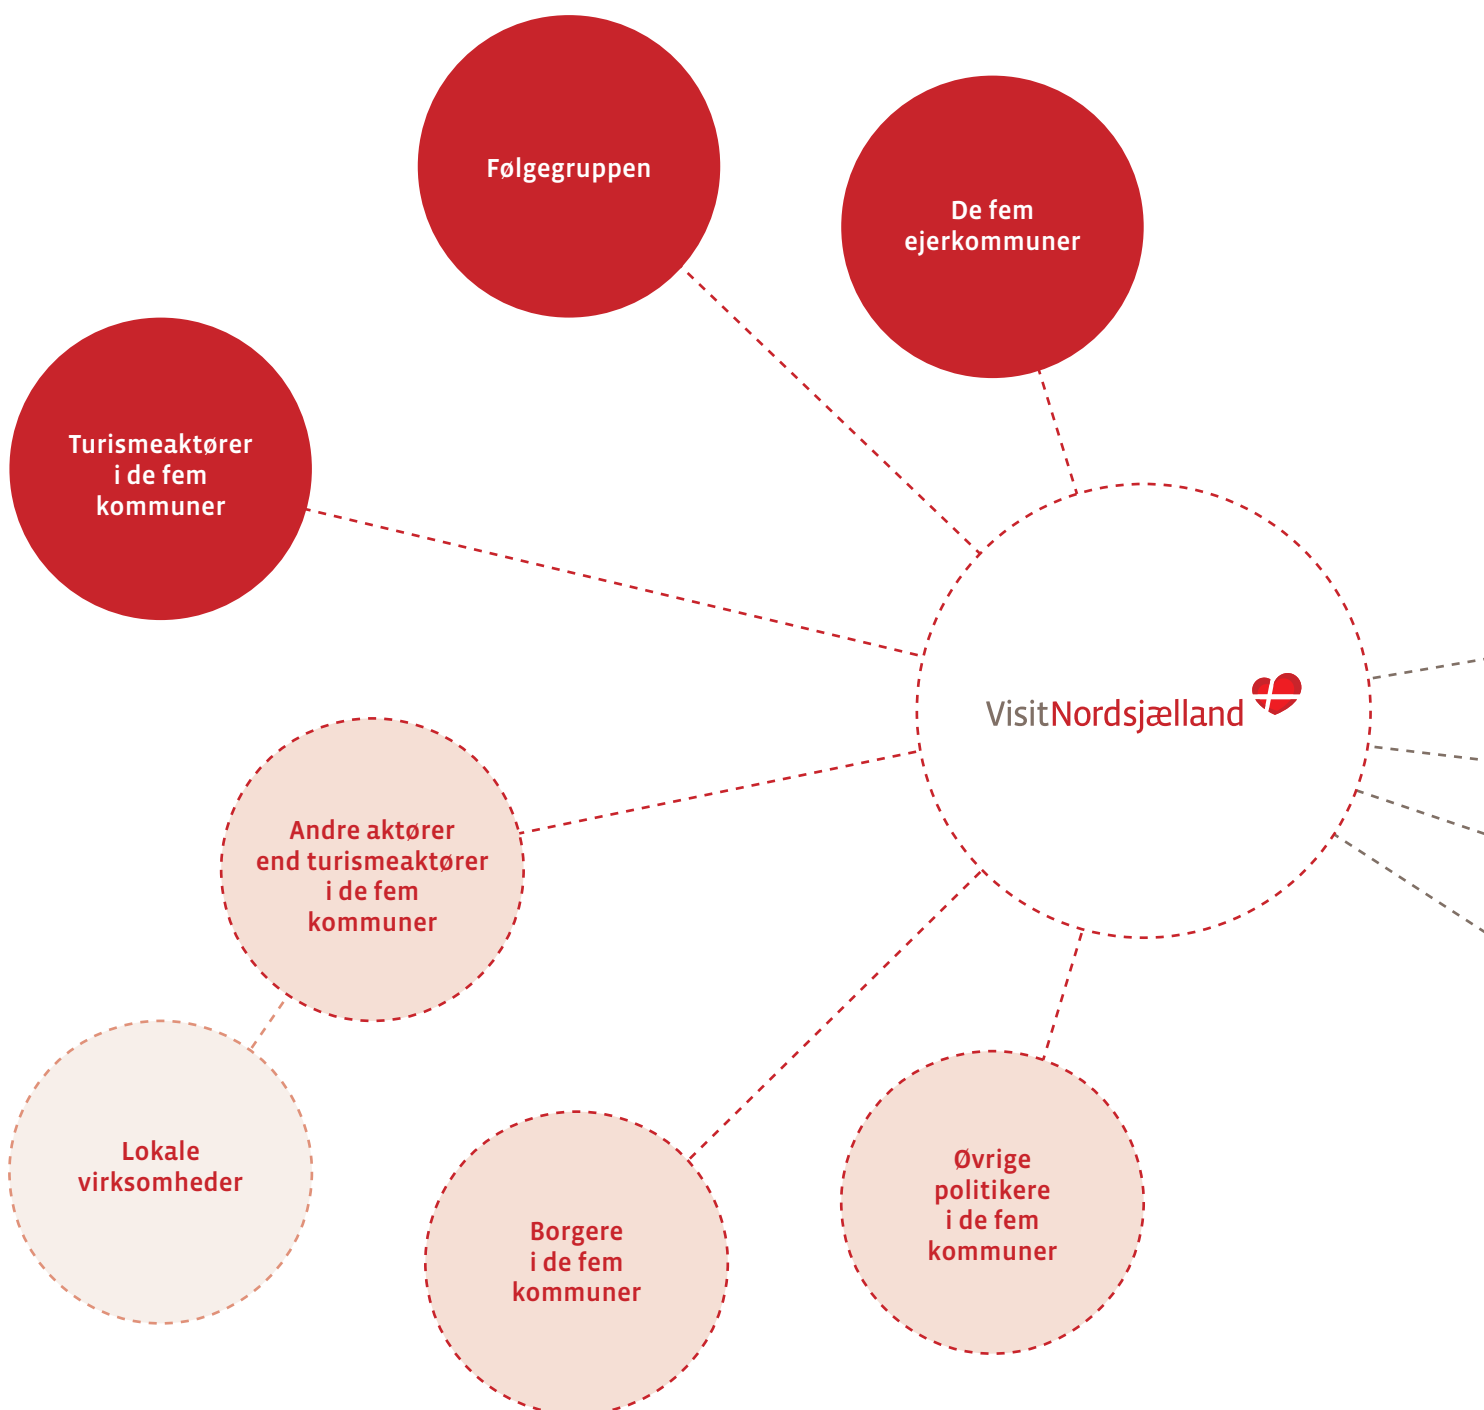 Følgegruppen
De fem
ejerkommuner
Turismeaktører
i de fem
kommuner
VisitNordsjælland
Andre aktører
end turismeaktører
i de fem
kommuner
Lokale
virksomheder
Borgere
i de fem
kommuner
Øvrige
politikere
i de fem
kommuner